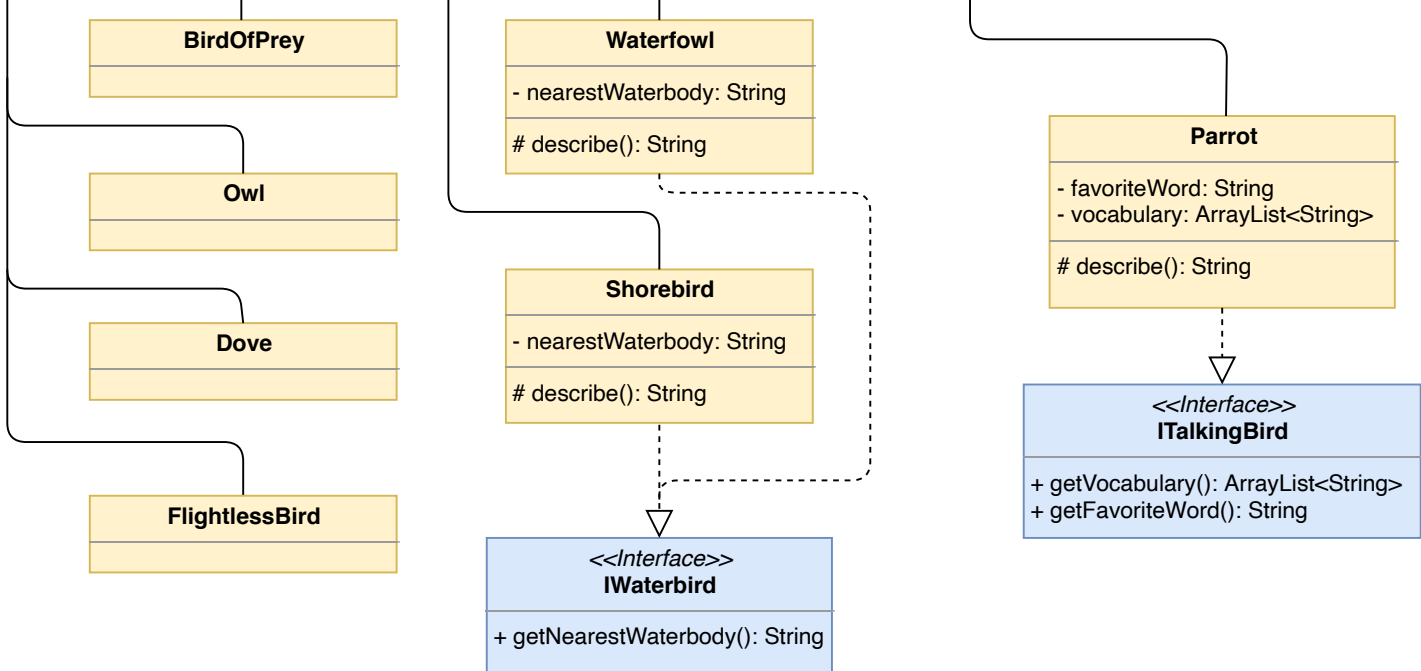 BirdOfPrey
Owl
Dove
FlightlessBird
Waterfowl
- nearestWaterbody: String
# describe(): String
Shorebird
- nearestWaterbody: String
# describe(): String
<<Interface>>
IWaterbird
+ getNearestWaterbody(): String
Parrot
- favoriteWord: String
- vocabulary: ArrayList<String>
# describe(): String
<<Interface>>
ITalkingBird
+ getVocabulary(): ArrayList<String>
+ getFavoriteWord(): String